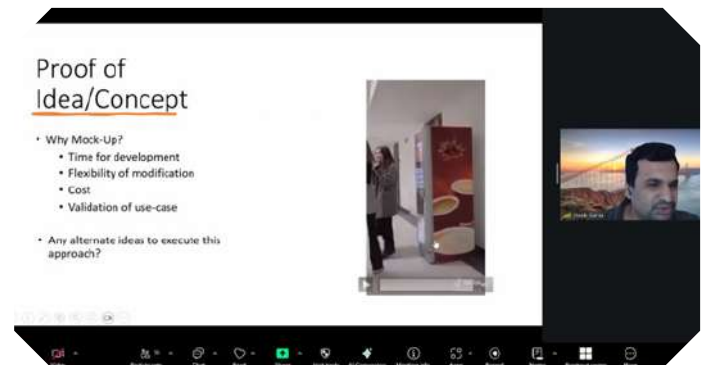 Proof of
Idea/Concept
• Why Mock-Up?
• Time for development
• Flexibility of modification
• Cost
• Validation of use-case
• Any alternate ideas to execute this
approach?